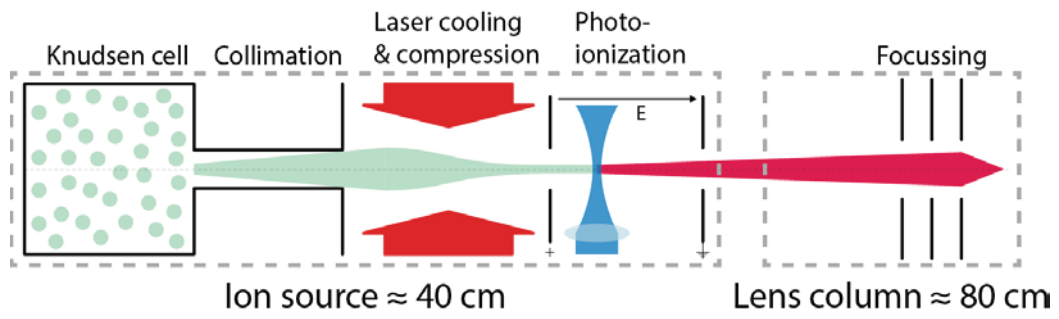 Knudsen cell
Collimation
Laser cooling
& compression
Photo-
ionization
Focussing
E
+
Ion source ≈ 40 cm
Lens column ≈ 80 cm